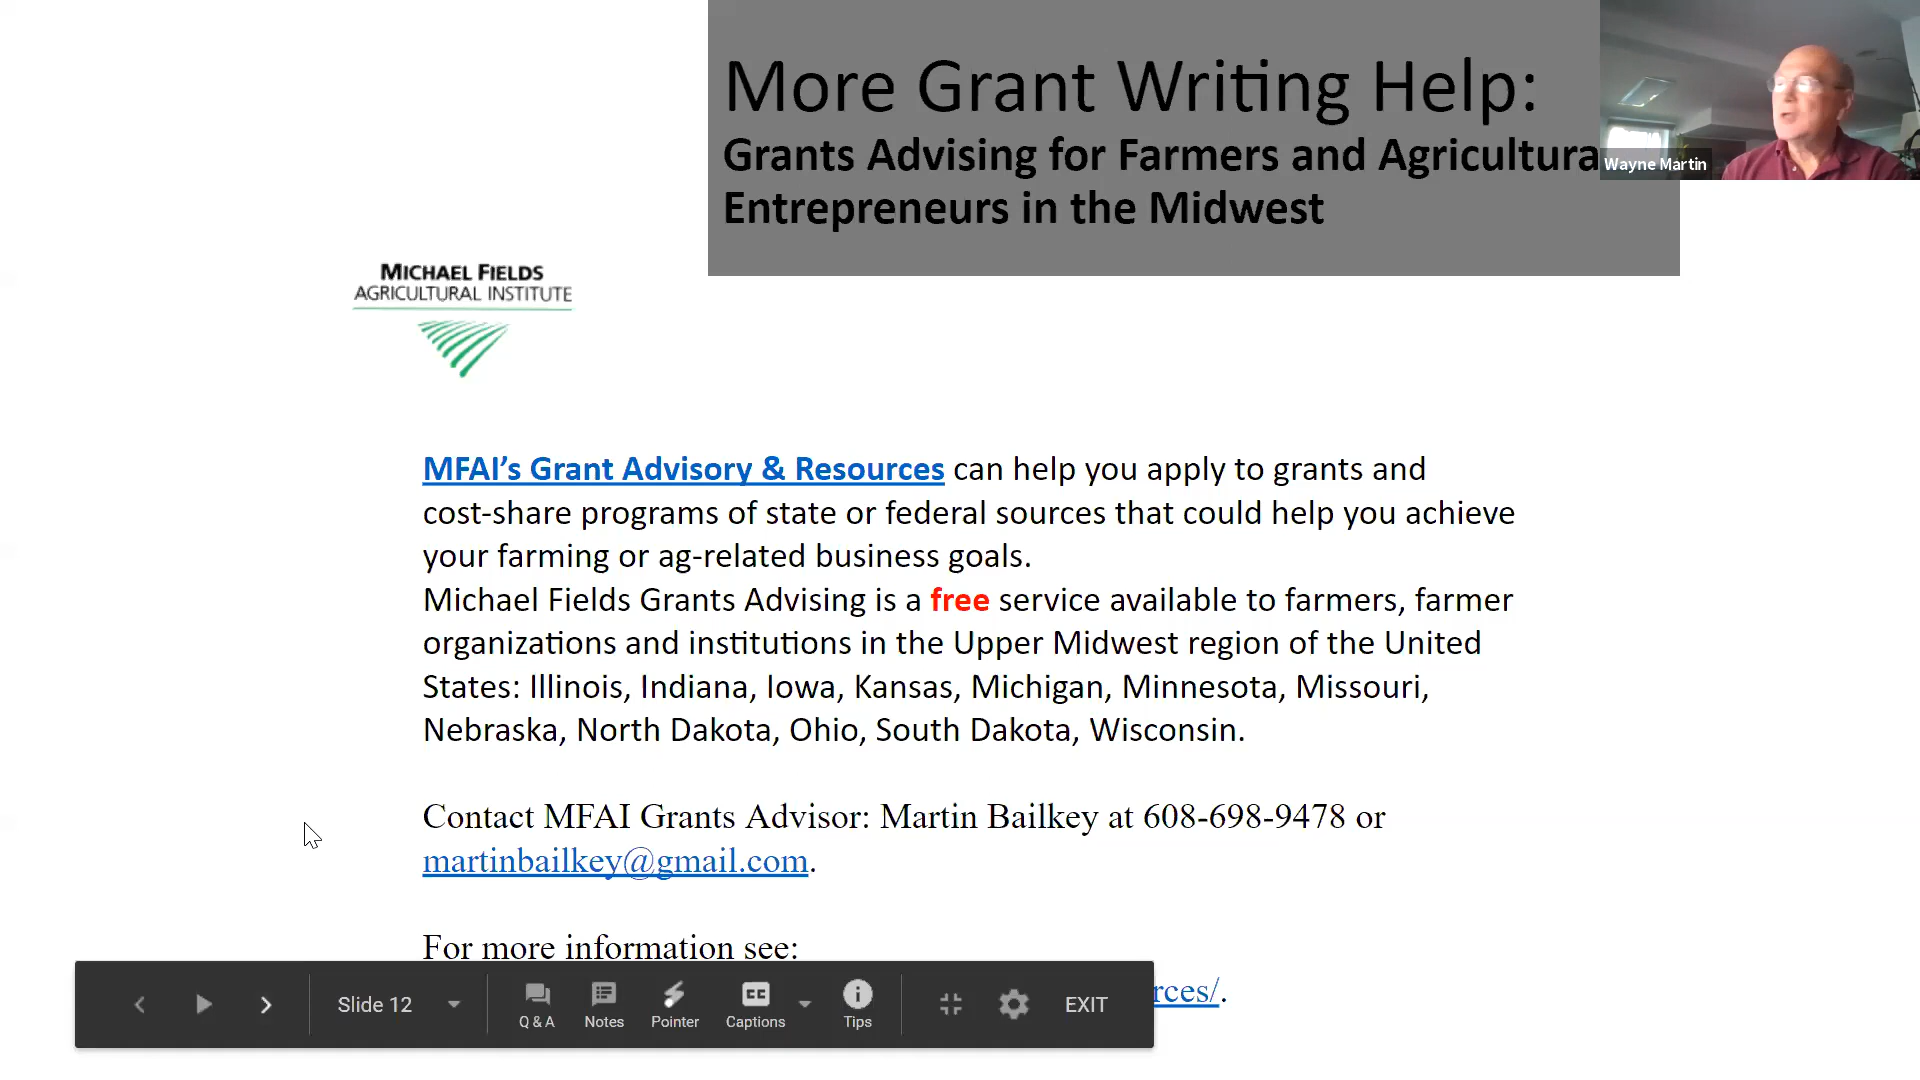 More Grant Writing Help:
Grants Advising for Farmers and Agricultura
Entrepreneurs in the Midwest
Wayne Martin
MICHAEL FIELDS
AGRICULTURAL INSTITUTE
MFAI’s Grant Advisory & Resources can help you apply to grants and
cost-share programs of state or federal sources that could help you achieve
your farming or ag-related business goals.
Michael Fields Grants Advising is a free service available to farmers, farmer
organizations and institutions in the Upper Midwest region of the United
States: Illinois, Indiana, Iowa, Kansas, Michigan, Minnesota, Missouri,
Nebraska, North Dakota, Ohio, South Dakota, Wisconsin.
Contact MFAI Grants Advisor: Martin Bailkey at 608-698-9478 or
martinbailkey@gmail.com.
For more information see:
rces/.
Slide 12
Q & A
Notes
Pointer
CC
Captions
Tips
EXIT